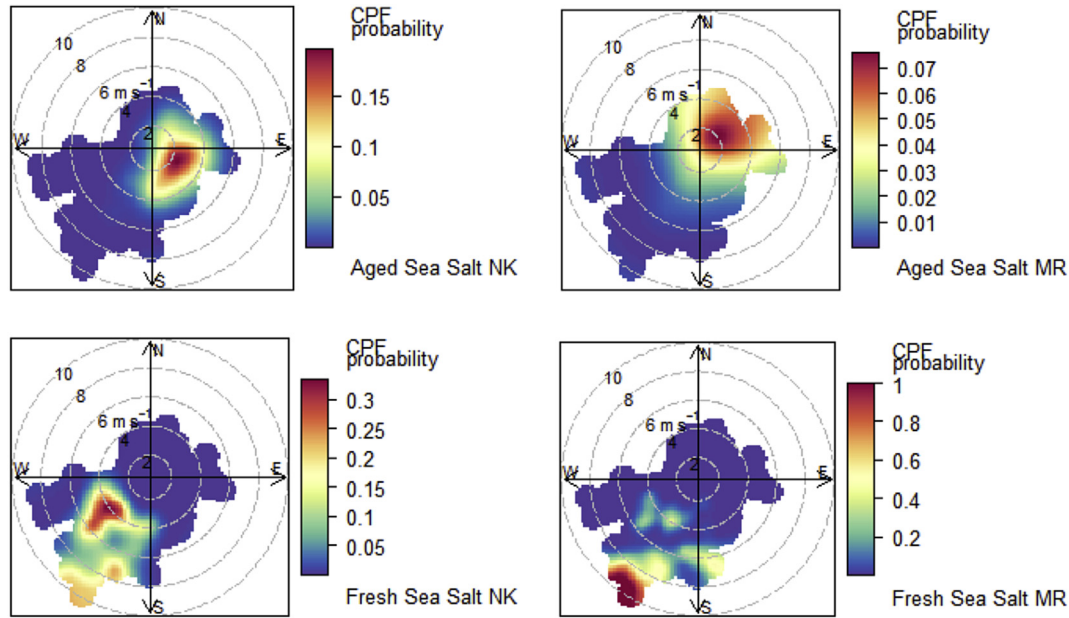 CPF
probability
N
10
8
6 m s⁻¹
4
2
W
E
S
0.15
0.1
0.05
Aged Sea Salt NK
CPF
probability
N
10
8
6 m s⁻¹
4
2
W
E
S
0.07
0.06
0.05
0.04
0.03
0.02
0.01
Aged Sea Salt MR
CPF
probability
N
10
8
6 m s⁻¹
4
2
W
E
S
0.3
0.25
0.2
0.15
0.1
0.05
Fresh Sea Salt NK
CPF
probability
N
10
8
6 m s⁻¹
4
2
W
E
S
1
0.8
0.6
0.4
0.2
Fresh Sea Salt MR